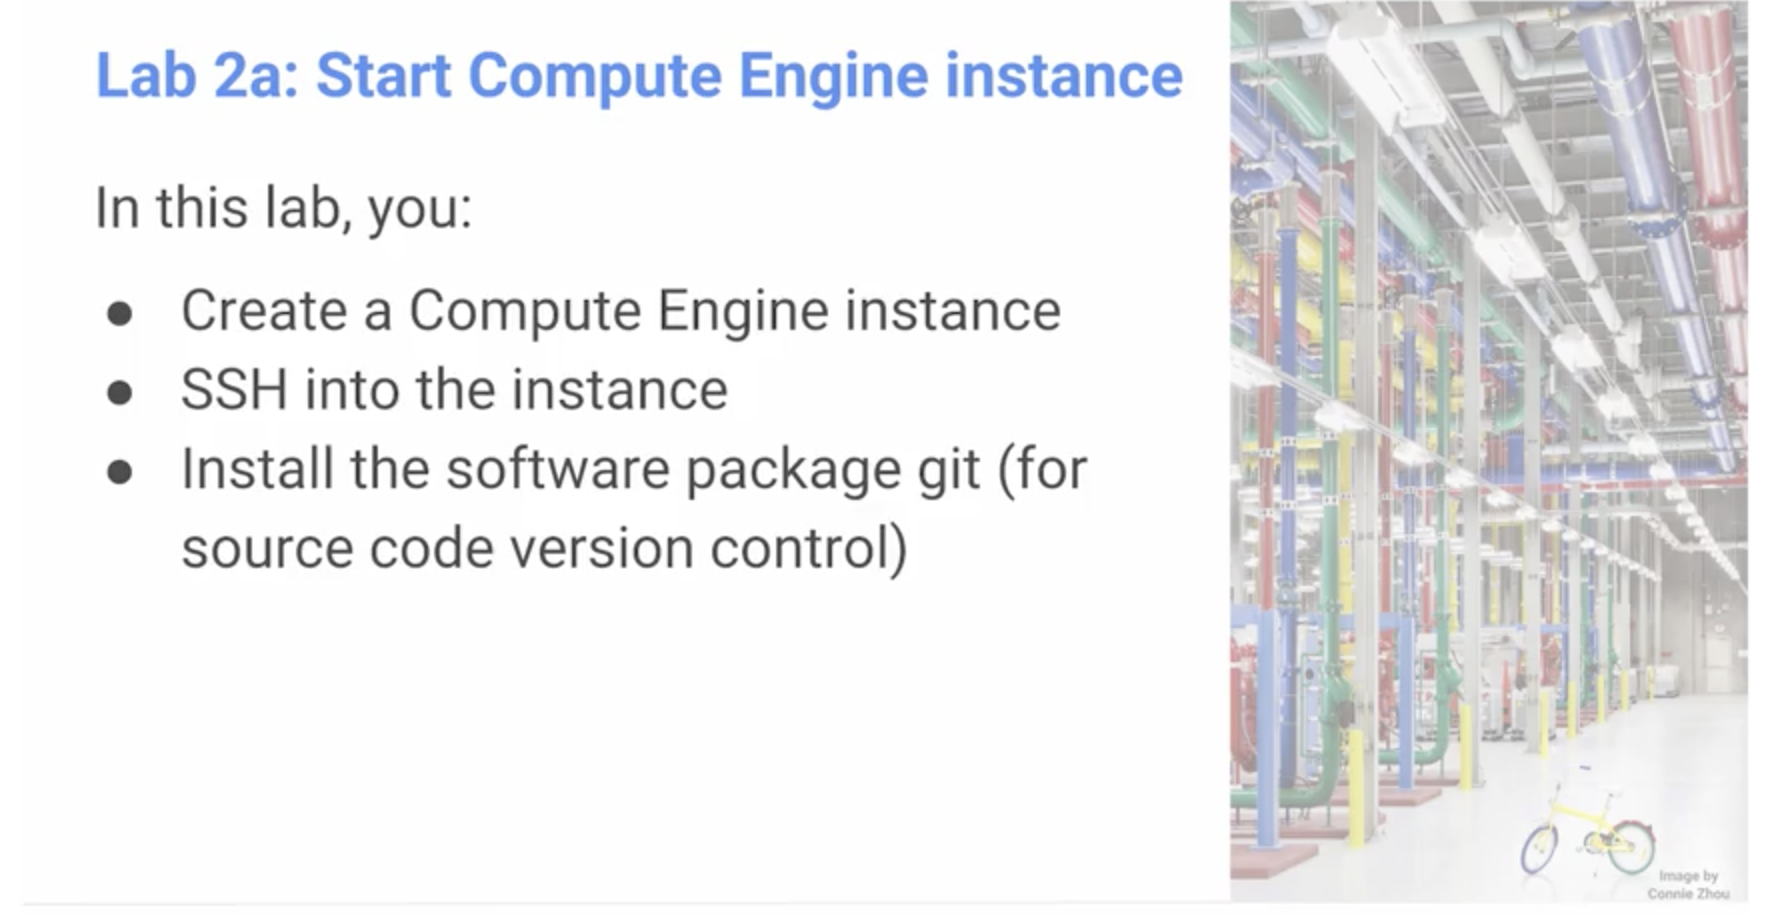 Lab 2a: Start Compute Engine instance
In this lab, you:
● Create a Compute Engine instance
● SSH into the instance
● Install the software package git (for
source code version control)
Image by
Connie Zhou